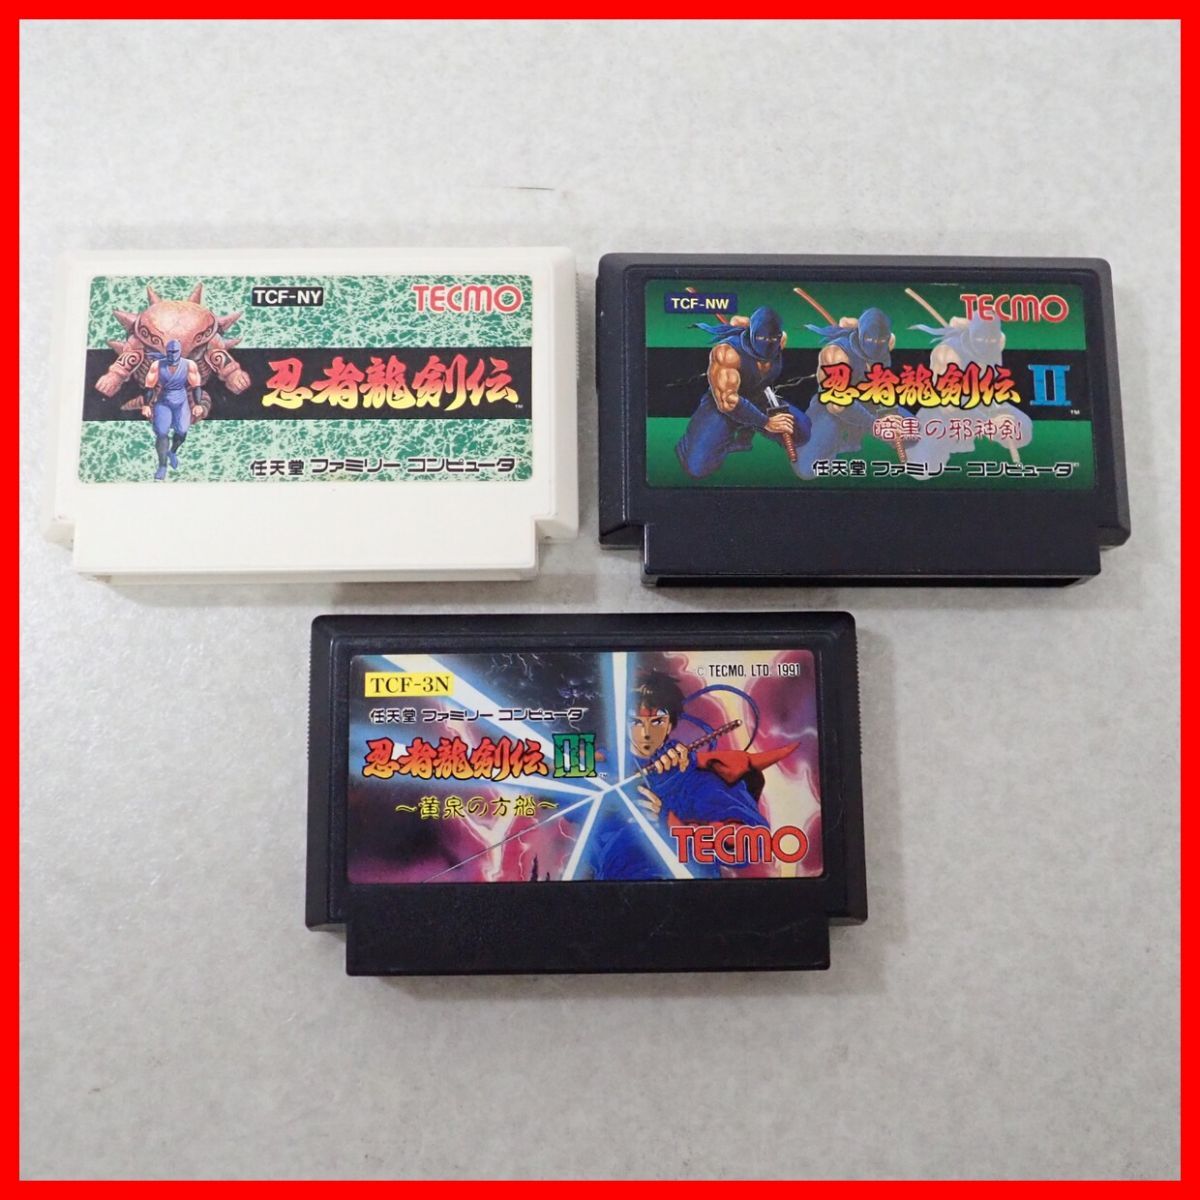 TCF-NY
TECMO
忍者龍剣伝
™
任天堂 ファミリー コンピュータ
TCF-NW
TECMO
忍者龍剣伝 II
™
暗黒の邪神剣
任天堂 ファミリー コンピュータ
TCF-3N
© TECMO, LTD. 1991
任天堂 ファミリー コンピュータ
忍者龍剣伝 III
™
～黄泉の方船～
TECMO